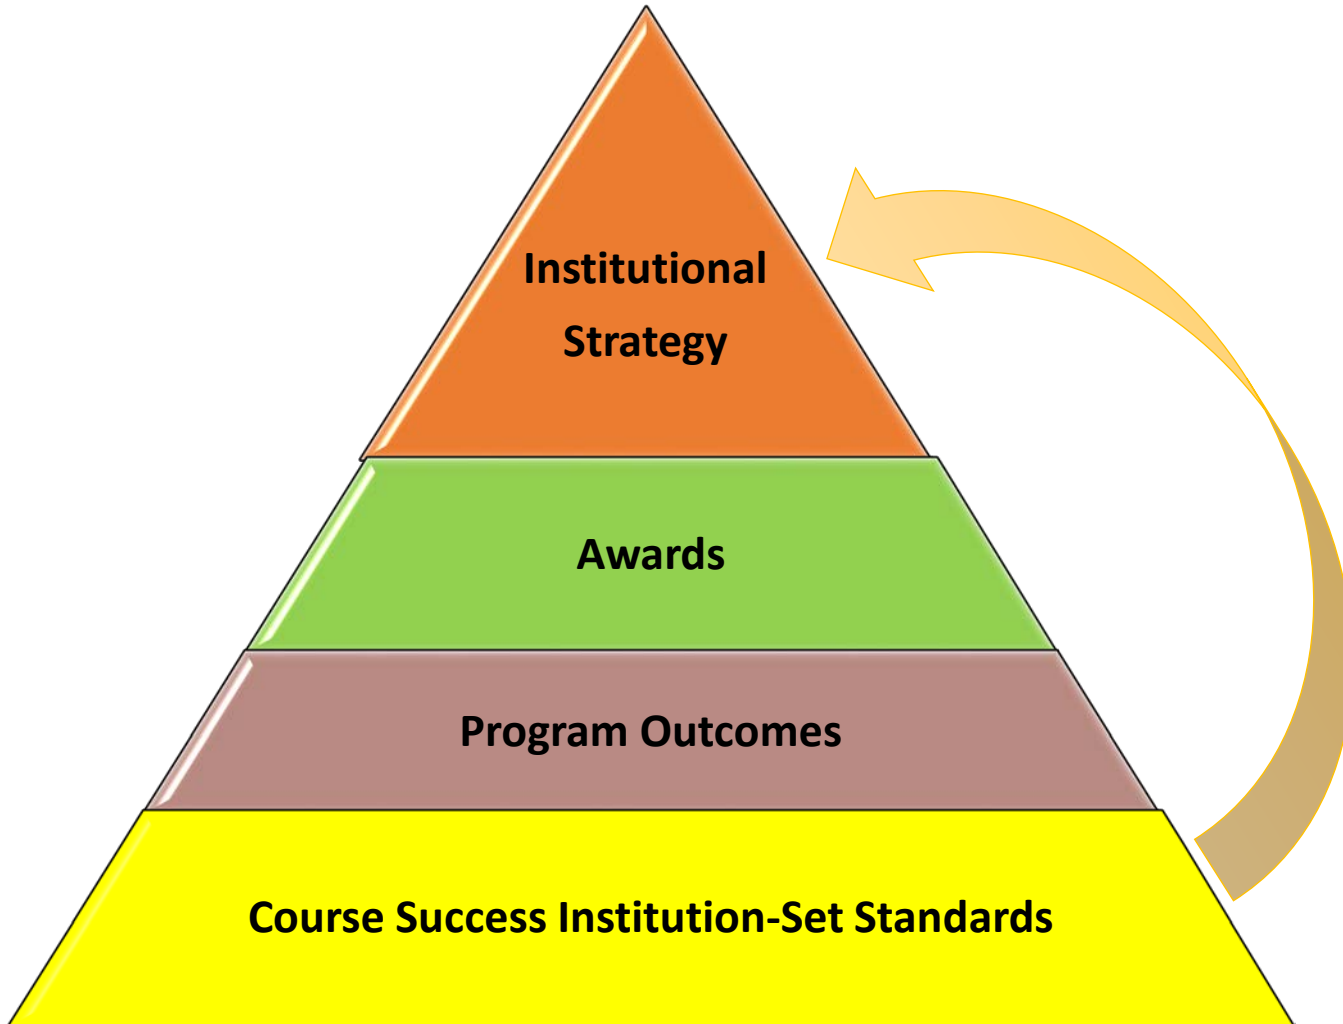 Institutional
Strategy
Awards
Program Outcomes
Course Success Institution-Set Standards